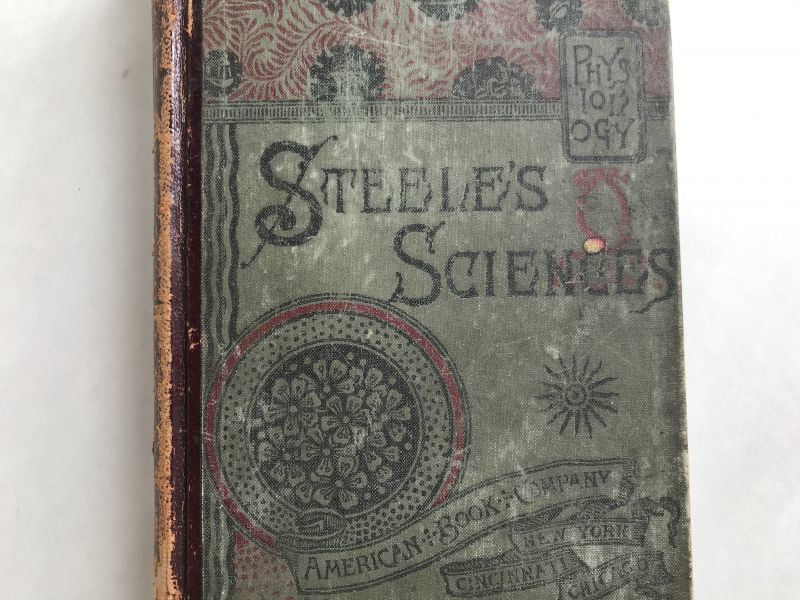 PHYS
IOL
OGY
STEELE'S
SCIENCES
AMERICAN BOOK COMPANY
NEW YORK
CINCINNATI
CHICAGO